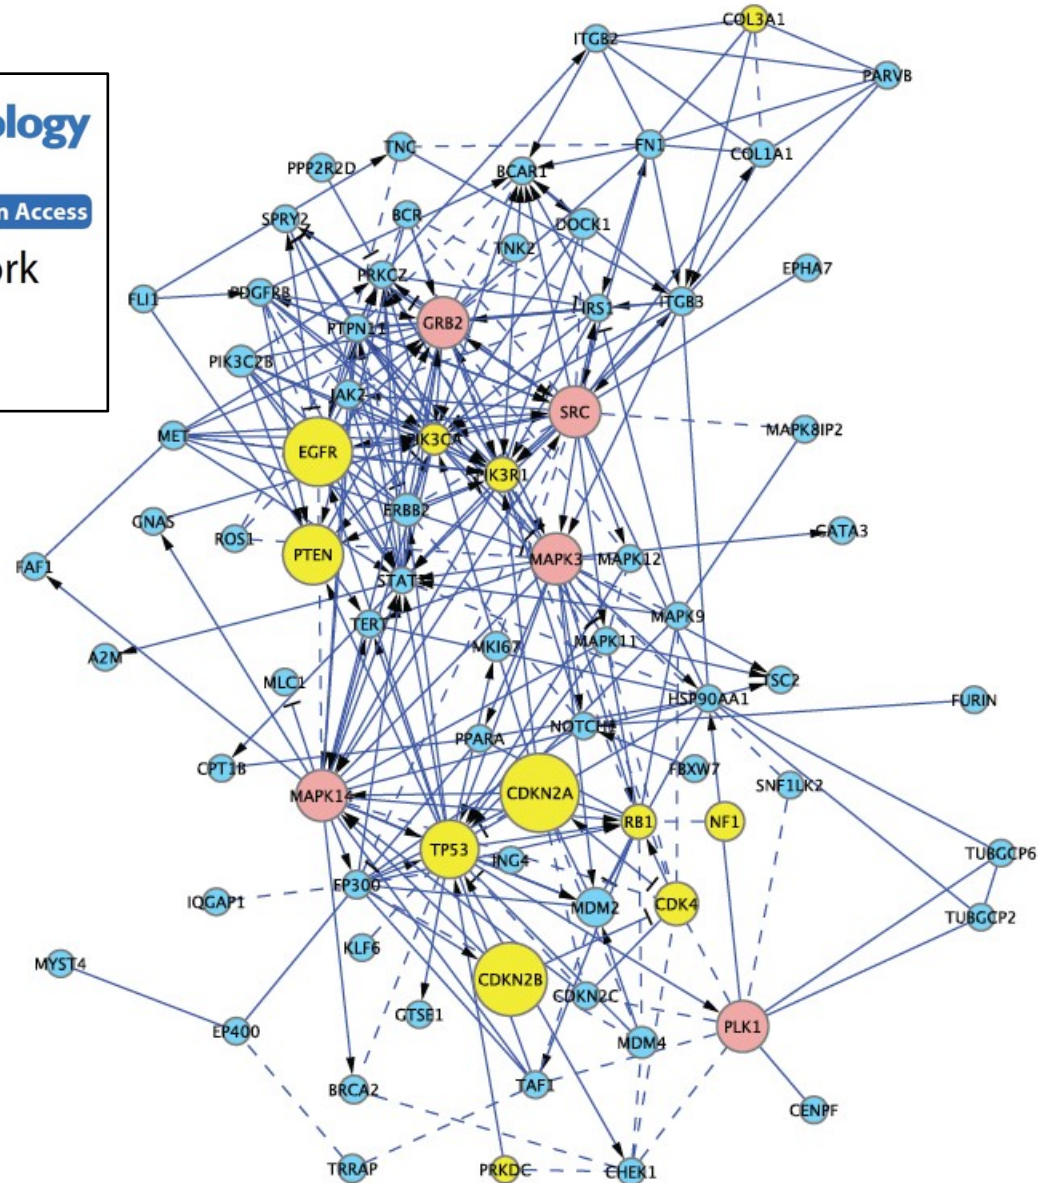 COL3A1
ITGB2
PARVB
ology
TNC
FN1
COL1A1
PPP2R2D
BCAR1
n Access
SPRY2
BCR
DOCK1
TNK2
ork
EPHA7
PRKCZ
FLI1
PDGFRB
IRS1
ITGB3
PTPN11
GRB2
PIK3C2B
JAK2
SRC
MET
MAPK8IP2
EGFR
IK3CA
IK3R1
ERBB2
GNAS
GATA3
ROS1
PTEN
MAPK3
MAPK12
FAF1
STAT3
TERT
MAPK9
MAPK11
MKI67
A2M
MLC1
TSC2
HSP90AA1
FURIN
NOTCH1
PPARA
CPT1B
FBXW7
SNF1LK2
MAPK14
CDKN2A
RB1
NF1
TP53
TUBGCP6
ING4
EP300
IQGAP1
MDM2
CDK4
TUBGCP2
KLF6
MYST4
CDKN2B
CDKN2C
GTSE1
PLK1
EP400
MDM4
TAF1
BRCA2
CENPF
TRRAP
PRKDC
CHEK1